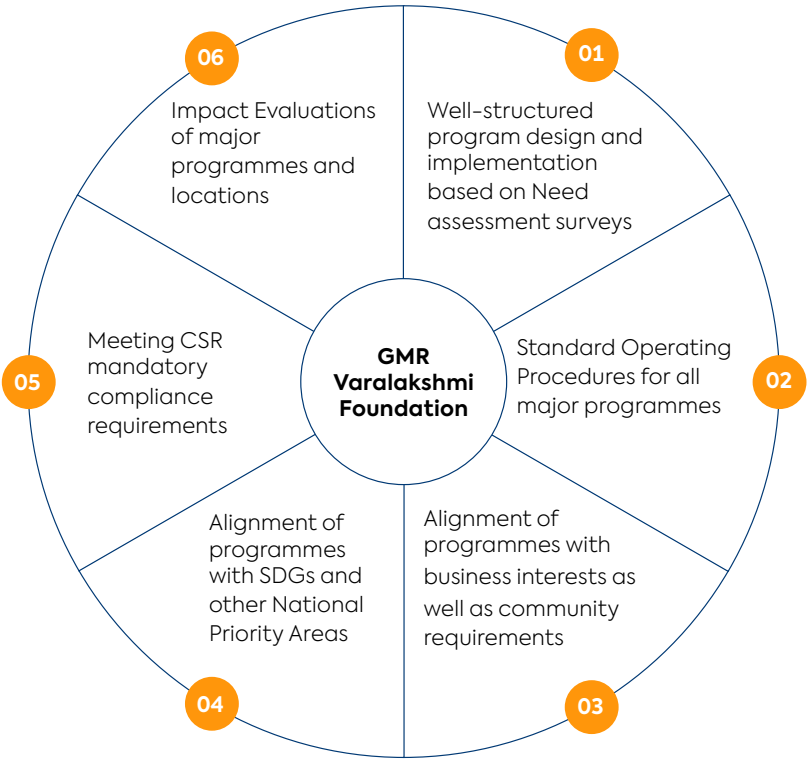 01
Well-structured
program design and
implementation
based on Need
assessment surveys
02
Standard Operating
Procedures for all
major programmes
03
Alignment of
programmes with
business interests as
well as community
requirements
04
Alignment of
programmes
with SDGs and
other National
Priority Areas
05
Meeting CSR
mandatory
compliance
requirements
06
Impact Evaluations
of major
programmes and
locations
GMR
Varalakshmi
Foundation